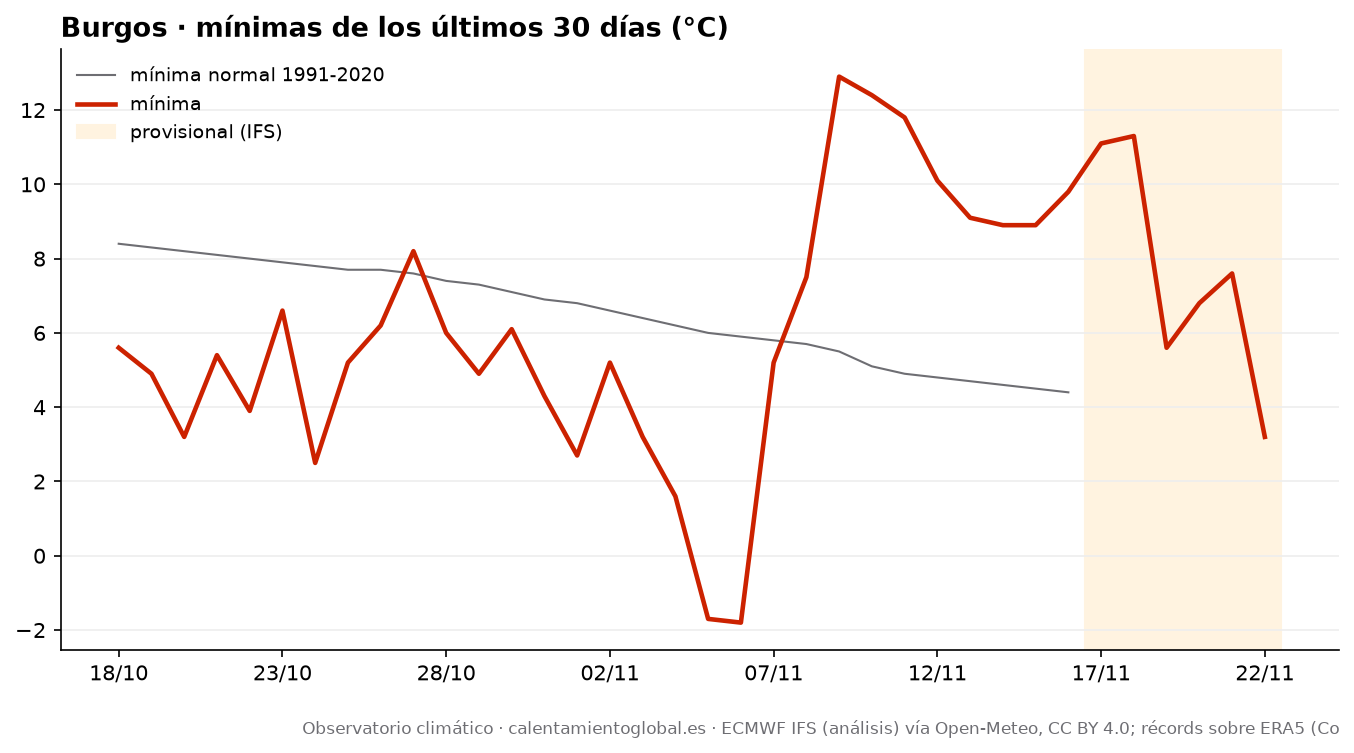 Burgos · mínimas de los últimos 30 días (°C)
mínima normal 1991-2020
mínima
provisional (IFS)
12
10
8
6
4
2
0
−2
18/10 23/10 28/10 02/11 07/11 12/11 17/11 22/11
Observatorio climático · calentamientoglobal.es · ECMWF IFS (análisis) vía Open-Meteo, CC BY 4.0; récords sobre ERA5 (Co